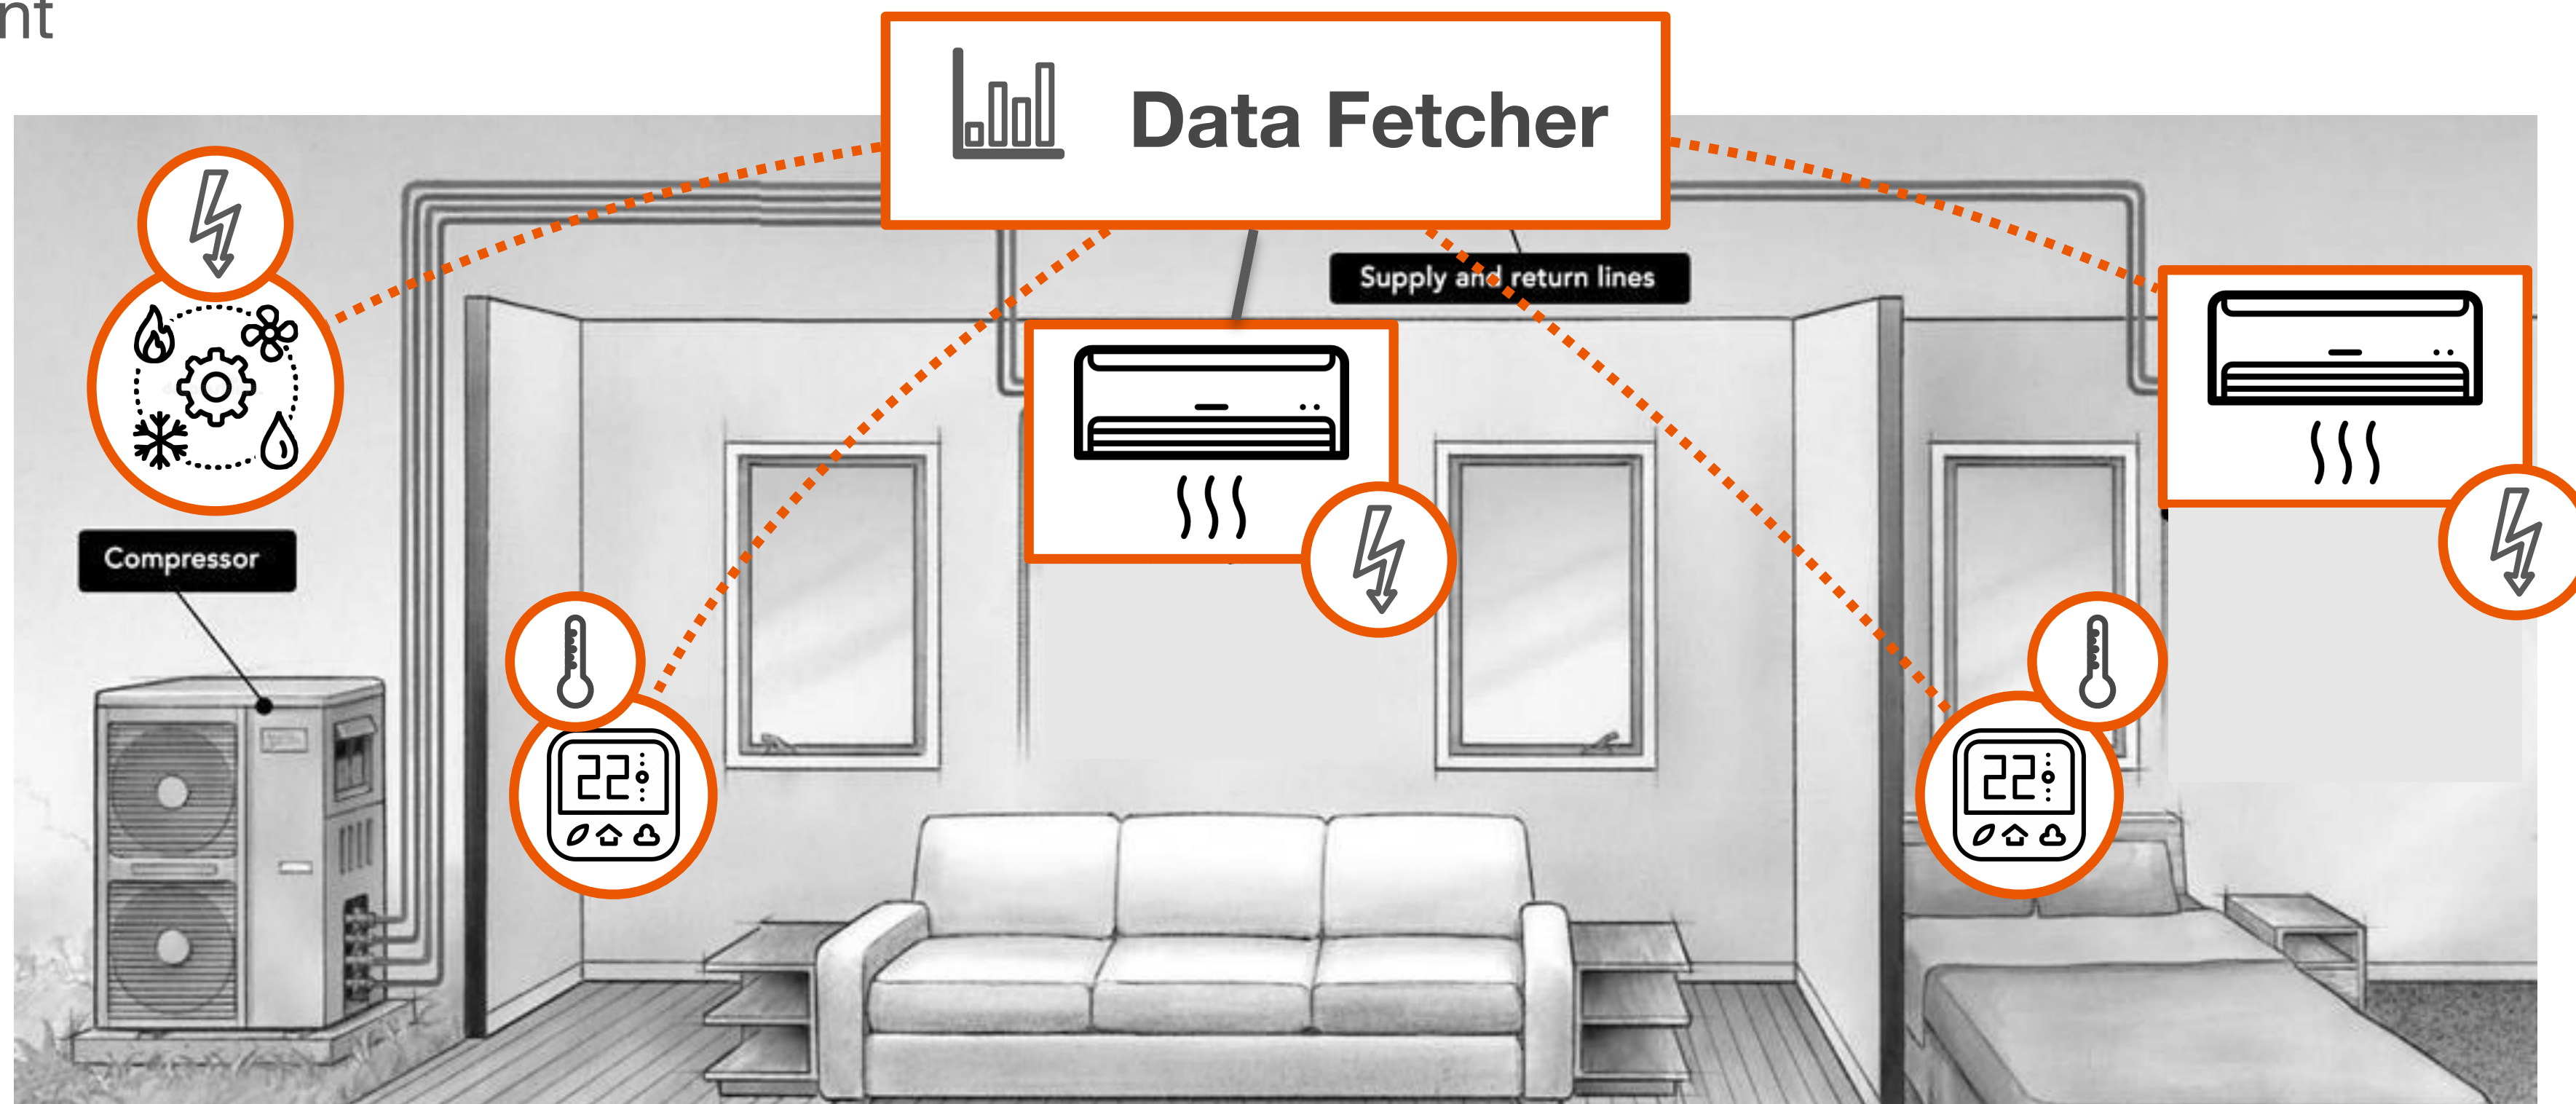 nt
Data Fetcher
Supply and return lines
Compressor
22
22